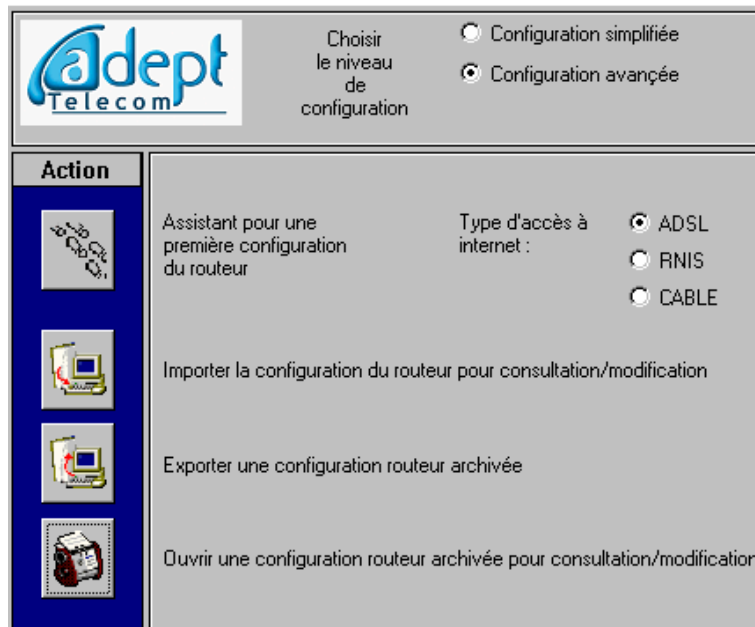 adept
Telecom
Choisir
le niveau
de
configuration
Configuration simplifiée
Configuration avançée
Action
Assistant pour une
première configuration
du routeur
Type d'accès à
internet :
ADSL
RNIS
CABLE
Importer la configuration du routeur pour consultation/modification
Exporter une configuration routeur archivée
Ouvrir une configuration routeur archivée pour consultation/modification